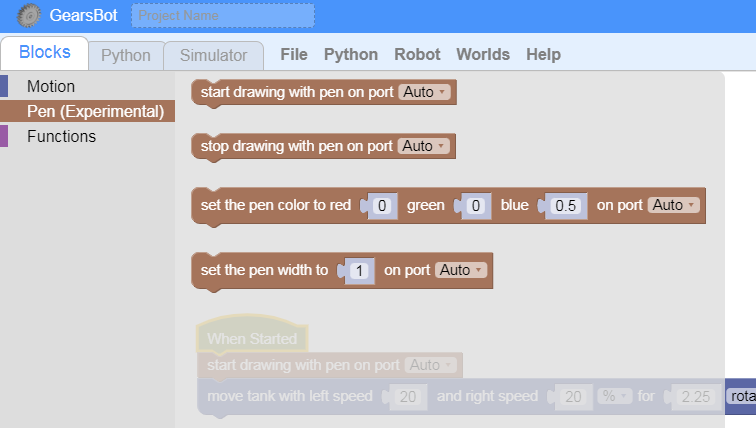 GearsBot Project Name
Blocks Python Simulator File Python Robot Worlds Help
Motion
Pen (Experimental)
Functions
start drawing with pen on port Auto
stop drawing with pen on port Auto
set the pen color to red 0 green 0 blue 0.5 on port Auto
set the pen width to 1 on port Auto
When Started
start drawing with pen on port Auto
move tank with left speed 20 and right speed 20 % for 2.25 rota